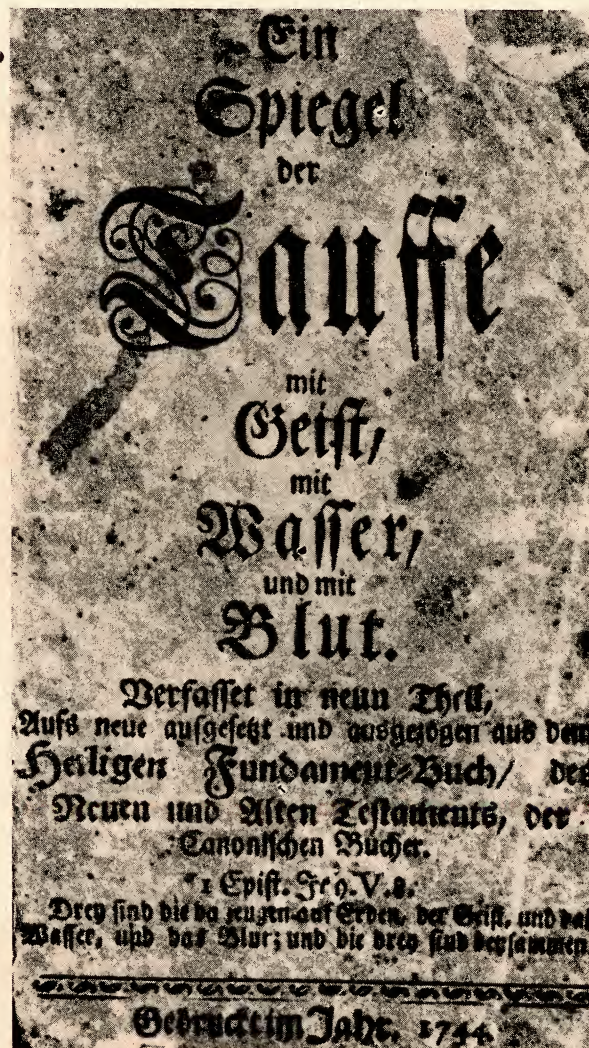 Ein
Spiegel
der
Tauffe
mit
Geist/
mit
Wasser/
und mit
Blut.
Verfasset in neun Theil,
Aufs neue aufgesetzt und ausgezogen aus dem
Heiligen Fundament-Buch/ des
Neuen und Alten Testaments, der
Canonischen Bücher.
1 Epist. V. 8.
Drey sind die da zeugen auf Erden, der Geist, und das
Wasser, und das Blut; und die drey sind beysammen
Gedruckt im Jahr. 1744.